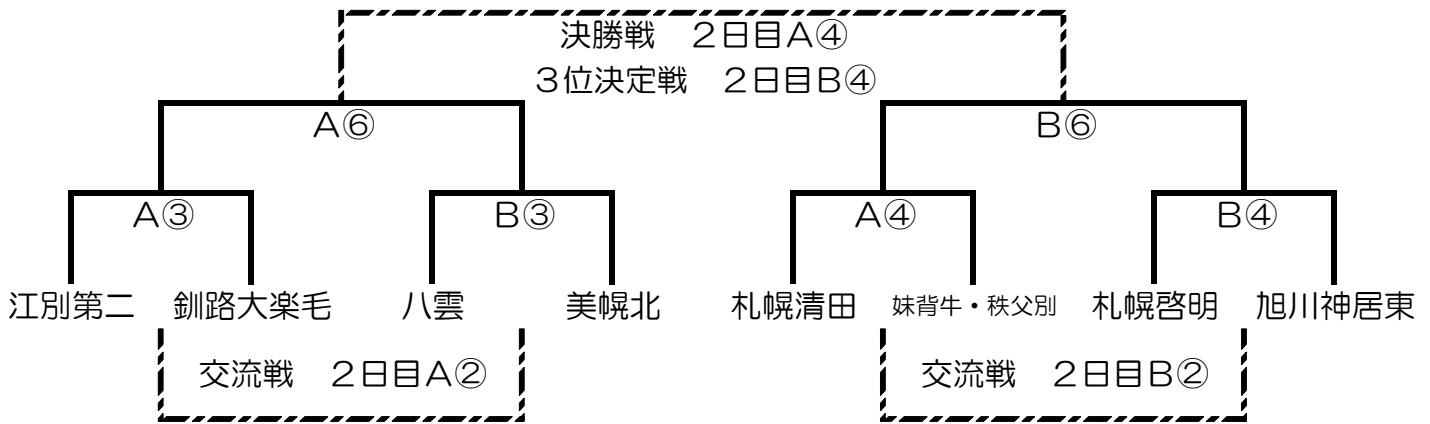 決勝戦　２日目A④
３位決定戦　２日目B④
A⑥　B⑥
A③　B③　A④　B④
江別第二　釧路大楽毛　八雲　美幌北　札幌清田　妹背牛・秩父別　札幌啓明　旭川神居東
交流戦　２日目A②　交流戦　２日目B②